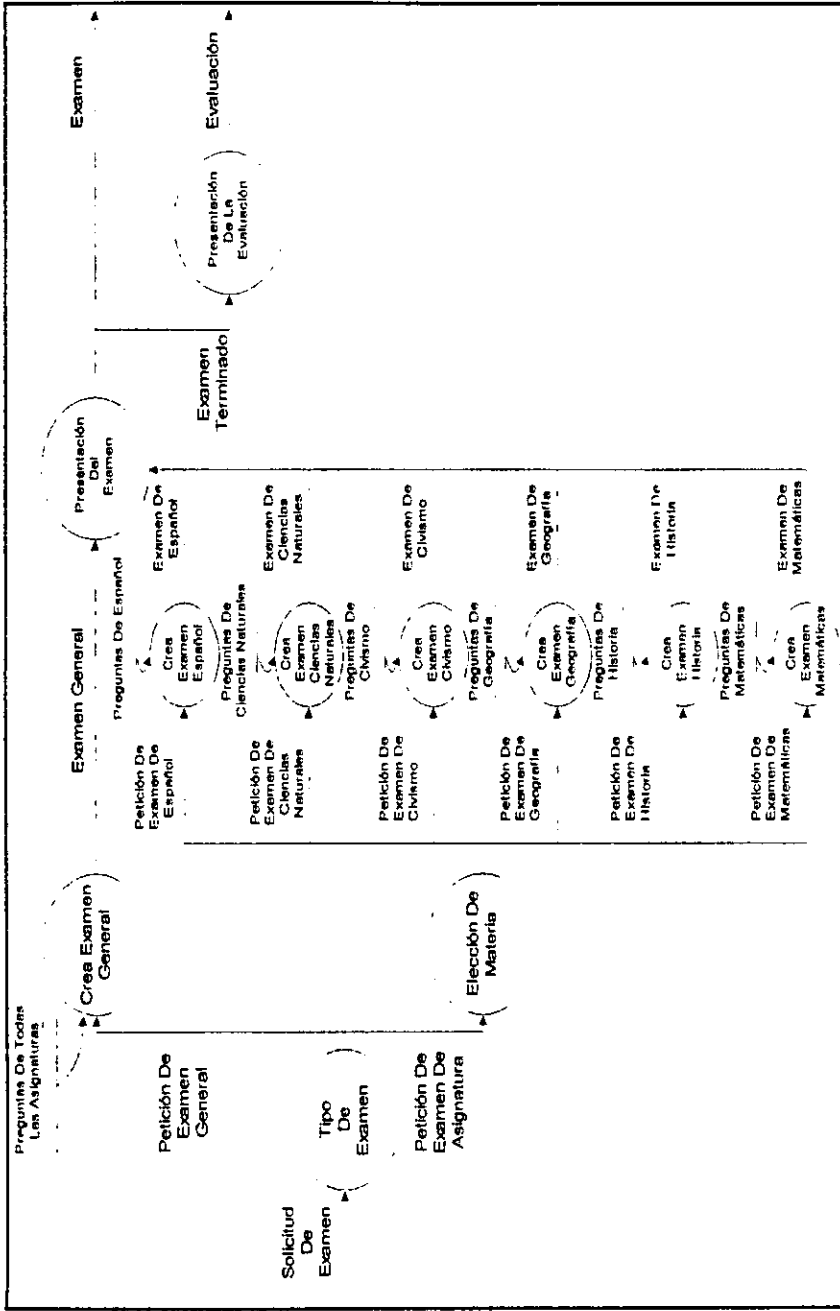 Preguntas De Todas
Las Asignaturas
Crea Examen
General
Petición De
Examen
General
Solicitud
De
Examen
Tipo
De
Examen
Petición De
Examen De
Asignatura
Elección De
Materia
Examen General
Preguntas De Español
Petición De
Examen De
Español
Crea
Examen
Español
Examen De
Español
Preguntas De
Ciencias Naturales
Petición De
Examen De
Ciencias
Naturales
Crea
Examen
Ciencias
Naturales
Examen De
Ciencias
Naturales
Preguntas De
Civismo
Petición De
Examen De
Civismo
Crea
Examen
Civismo
Examen De
Civismo
Preguntas De
Geografía
Petición De
Examen De
Geografía
Crea
Examen
Geografía
Examen De
Geografía
Preguntas De
Historia
Petición De
Examen De
Historia
Crea
Examen
Historia
Examen De
Historia
Preguntas De
Matemáticas
Petición De
Examen De
Matemáticas
Crea
Examen
Matemáticas
Examen De
Matemáticas
Presentación
Del
Examen
Examen
Examen
Terminado
Presentación
De La
Evaluación
Evaluación